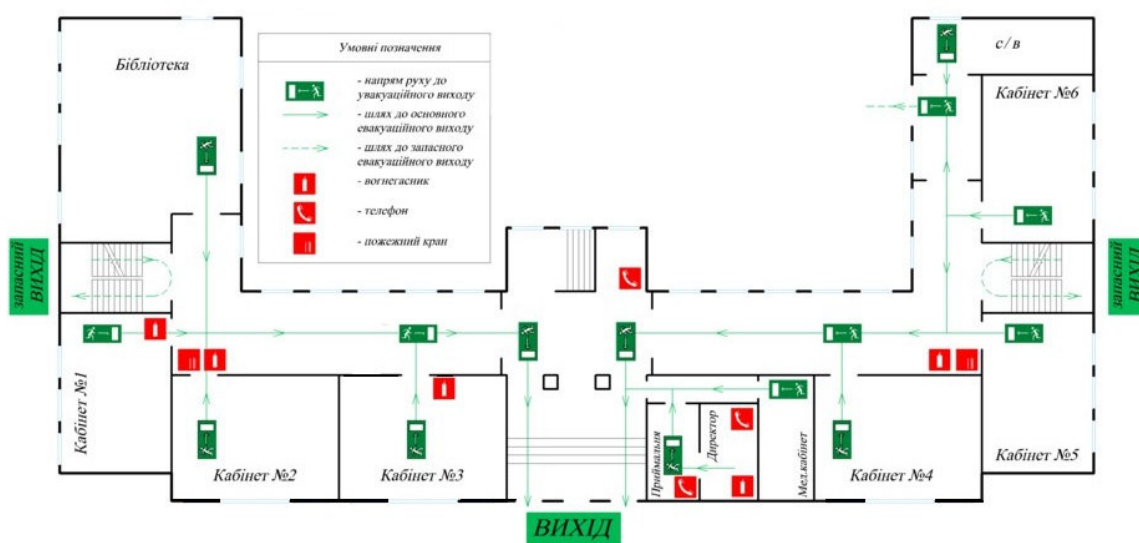 Бібліотека
Умовні позначення
- напрям руху до
увакуаційного виходу
- шлях до основного
евакуаційного виходу
- шлях до запасного
евакуаційного виходу
- вогнегасник
- телефон
- пожежний кран
с/в
Кабінет №6
запасний
ВИХІД
запасний
ВИХІД
Кабінет №1
Кабінет №2
Кабінет №3
Приймальня
Директор
Мед.кабінет
Кабінет №4
Кабінет №5
ВИХІД